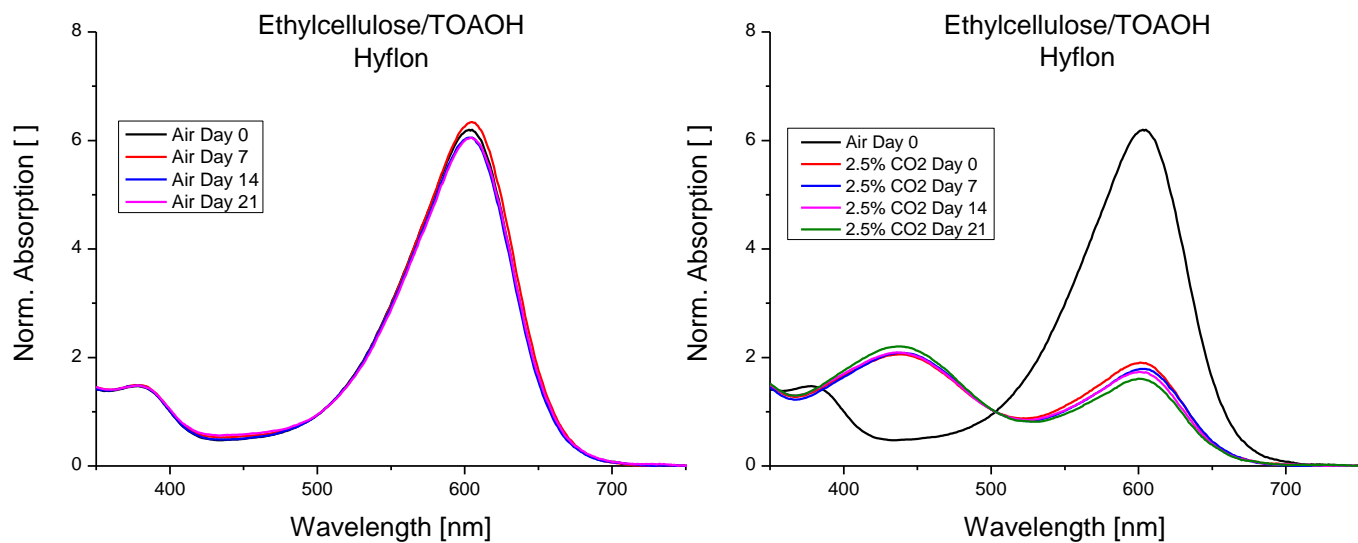 Ethylcellulose/TOAOH
Hyflon
8
6
4
2
0
Norm. Absorption [ ]
Air Day 0
Air Day 7
Air Day 14
Air Day 21
400
500
600
700
Wavelength [nm]
Ethylcellulose/TOAOH
Hyflon
8
6
4
2
0
Norm. Absorption [ ]
Air Day 0
2.5% CO2 Day 0
2.5% CO2 Day 7
2.5% CO2 Day 14
2.5% CO2 Day 21
400
500
600
700
Wavelength [nm]